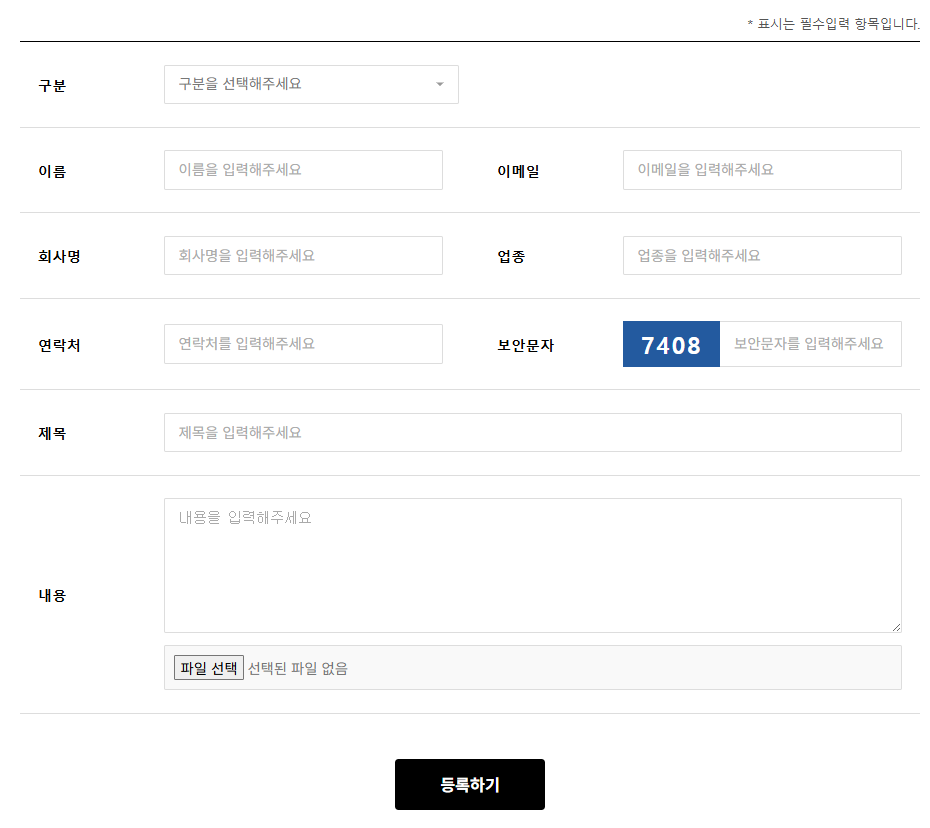 * 표시는 필수입력 항목입니다.
구분 구분을 선택해주세요
이름 이름을 입력해주세요 이메일 이메일을 입력해주세요
회사명 회사명을 입력해주세요 업종 업종을 입력해주세요
연락처 연락처를 입력해주세요 보안문자 7408 보안문자를 입력해주세요
제목 제목을 입력해주세요
내용을 입력해주세요
내용
파일 선택 선택된 파일 없음
등록하기